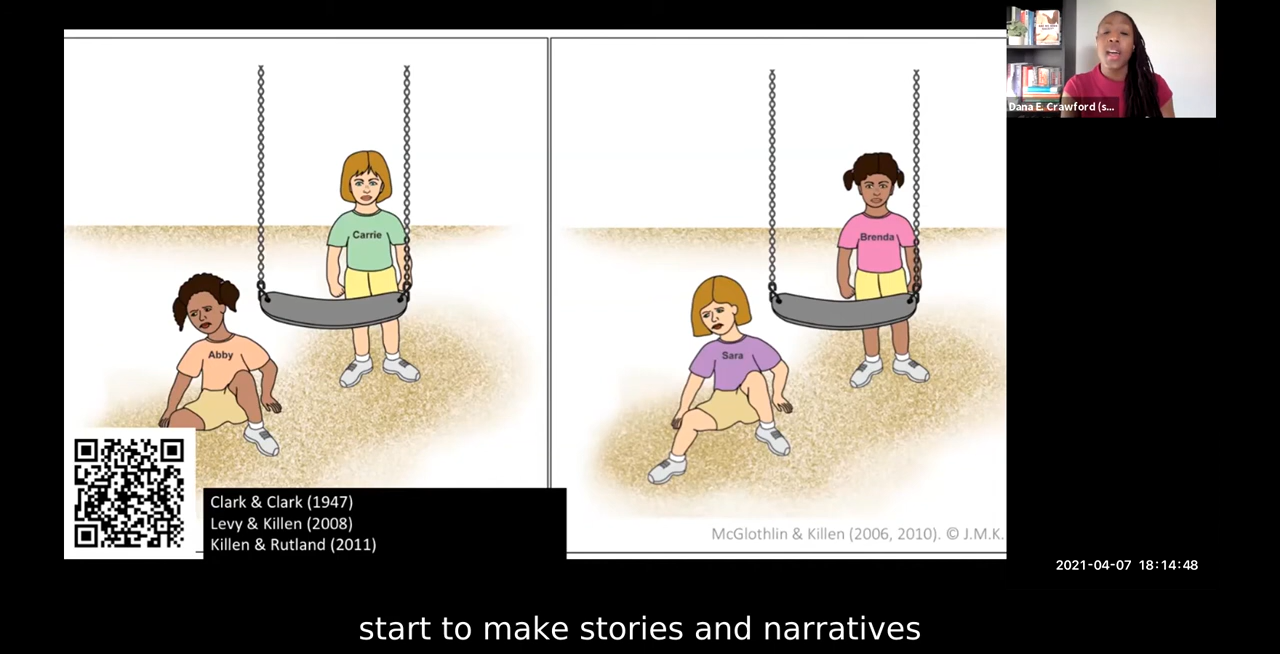 Dana E. Crawford (s...
Carrie
Brenda
Abby
Sara
Clark & Clark (1947)
Levy & Killen (2008)
Killen & Rutland (2011)
McGlothlin & Killen (2006, 2010). © J.M.K.
2021-04-07 18:14:48
start to make stories and narratives